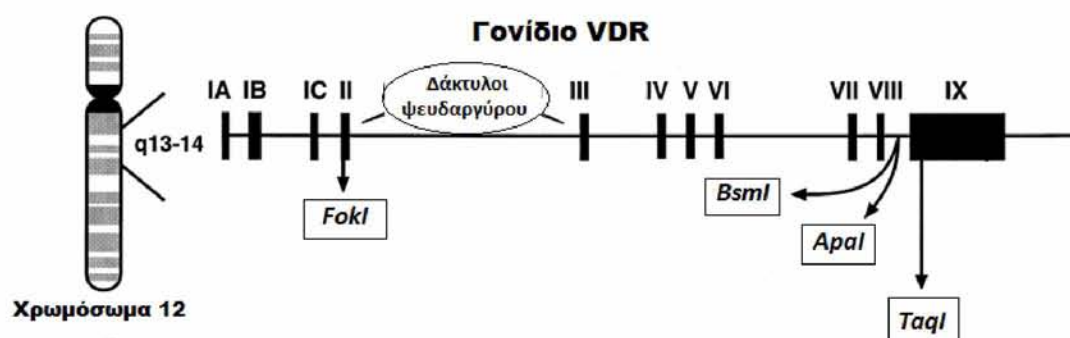 Γονίδιο VDR
Δάκτυλοι
ψευδαργύρου
IA IB IC II III IV V VI VII VIII IX
q13-14
FokI
BsmI
ApaI
TaqI
Χρωμόσωμα 12